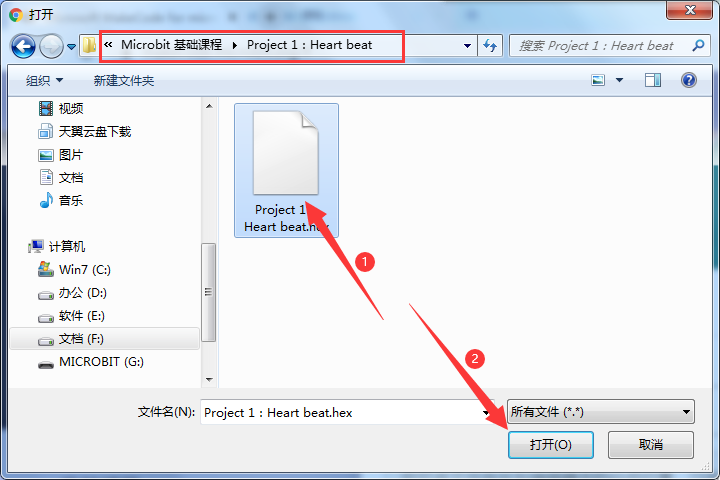 打开
« Microbit 基础课程 Project 1 : Heart beat
搜索 Project 1 : Heart beat
组织 新建文件夹
视频
天翼云盘下载
图片
文档
音乐
计算机
Win7 (C:)
办公 (D:)
软件 (E:)
文档 (F:)
MICROBIT (G:)
Project 1
Heart beat.hex
1
2
文件名(N): Project 1 : Heart beat.hex 所有文件 (*.*)
打开(O) 取消